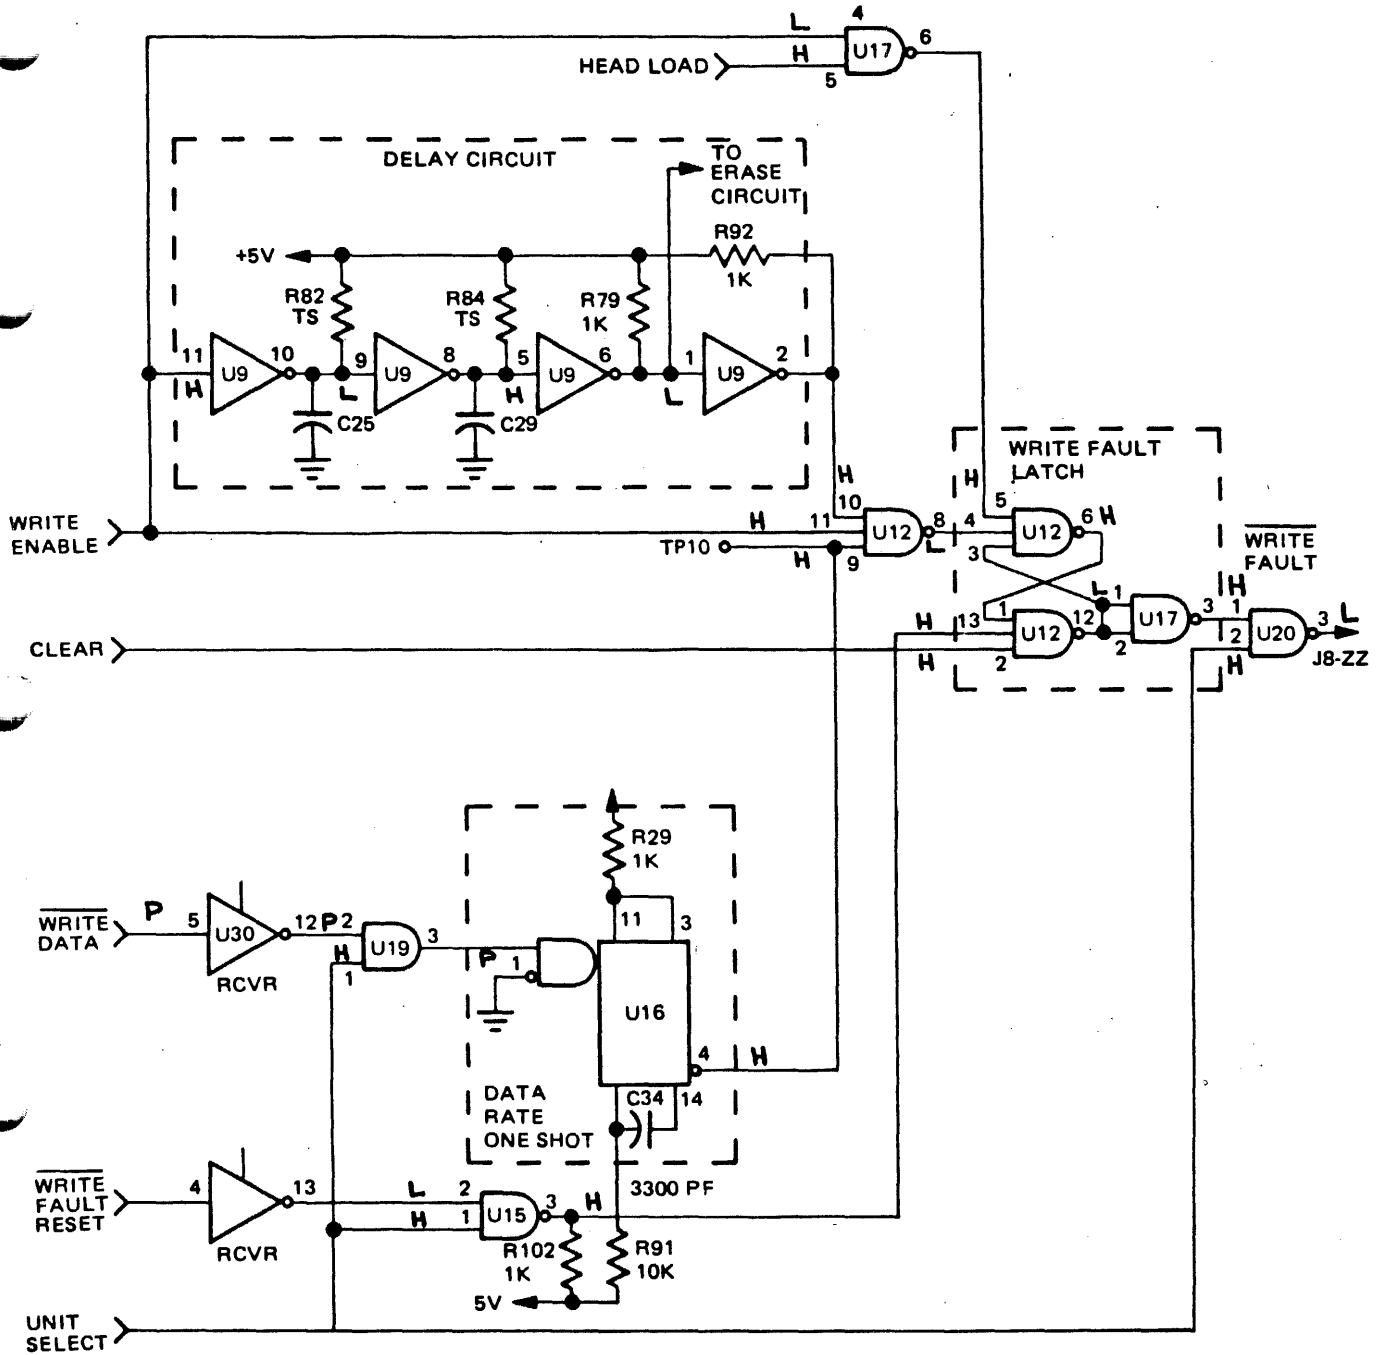 L 4
H U17 6
HEAD LOAD 5
DELAY CIRCUIT
TO
ERASE
CIRCUIT
R92
+5V
1K
R82
TS
R84
TS
R79
1K
11 U9 10 9 U9 8 5 U9 6 1 U9 2
H L H L
C25 C29
WRITE FAULT
LATCH
H H
10 5 6 H
WRITE
ENABLE
H 11 U12 8 4 U12
L
TP10 H 9 3
WRITE
FAULT
L 1 H
H 13 1 12 U17 3 1 L
U12 2 U20 3
CLEAR H 2 2 H J8-ZZ
R29
1K
11 3
WRITE
DATA
P 5 U30 12 P 2 U19 3
H
1
P 1
RCVR
U16
4 H
DATA
RATE
ONE SHOT
C34 14
3300 PF
WRITE
FAULT
RESET
4 13 L 2 U15 3 H
H 1
RCVR
R102
1K
R91
10K
5V
UNIT
SELECT